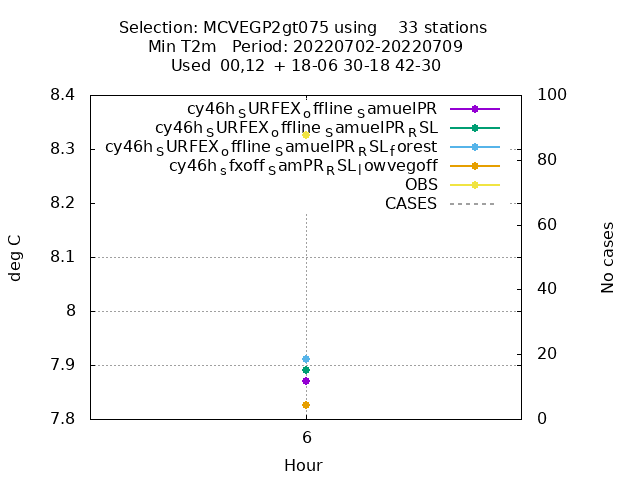 Selection: MCVEGP2gt075 using    33 stations
Min T2m   Period: 20220702-20220709
Used  00,12  + 18-06 30-18 42-30
8.4
8.3
8.2
8.1
8
7.9
7.8
deg C
cy46h_SURFEX_offline_SamuelPR
cy46h_SURFEX_offline_SamuelPR_RSL
cy46h_SURFEX_offline_SamuelPR_RSL_forest
cy46h_sfxoff_SamPR_RSL_lowvegoff
OBS
CASES
100
80
60
40
20
0
No cases
6
Hour